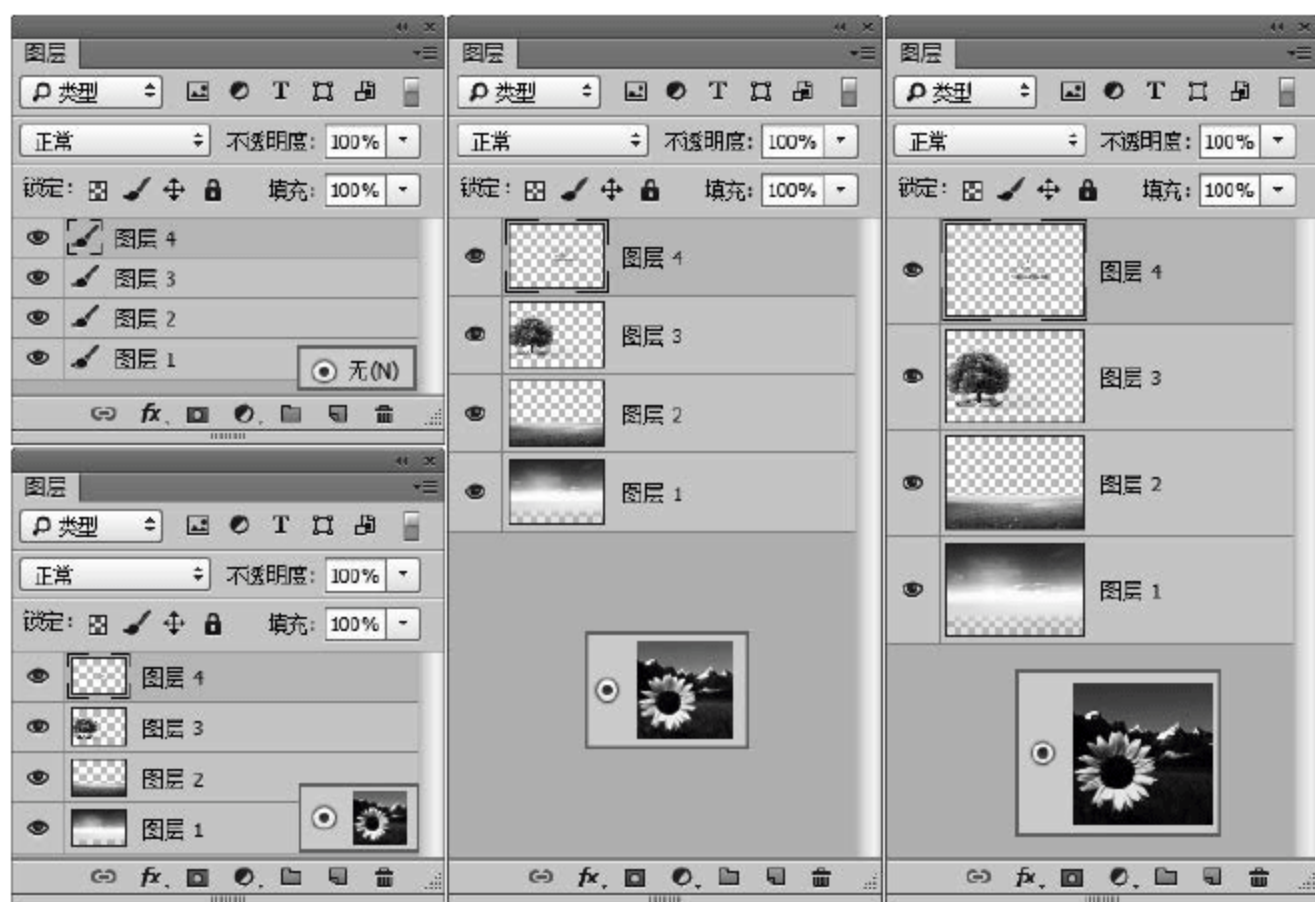 图层
类型 T
正常 不透明度: 100%
锁定: 填充: 100%
图层 4
图层 3
图层 2
图层 1
无(N)
fx
图层
类型 T
正常 不透明度: 100%
锁定: 填充: 100%
图层 4
图层 3
图层 2
图层 1
fx
图层
类型 T
正常 不透明度: 100%
锁定: 填充: 100%
图层 4
图层 3
图层 2
图层 1
fx
图层
类型 T
正常 不透明度: 100%
锁定: 填充: 100%
图层 4
图层 3
图层 2
图层 1
fx